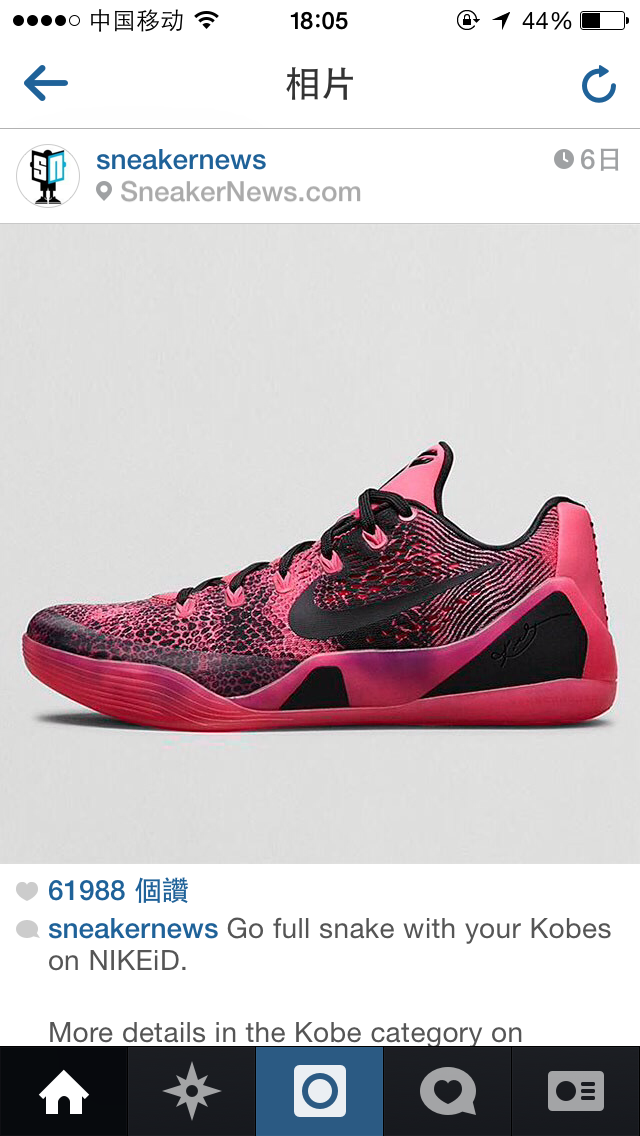 中国移动 18:05 44%
相片
sneakernews 6日
SneakerNews.com
61988 個讚
sneakernews Go full snake with your Kobes
on NIKEiD.
More details in the Kobe category on